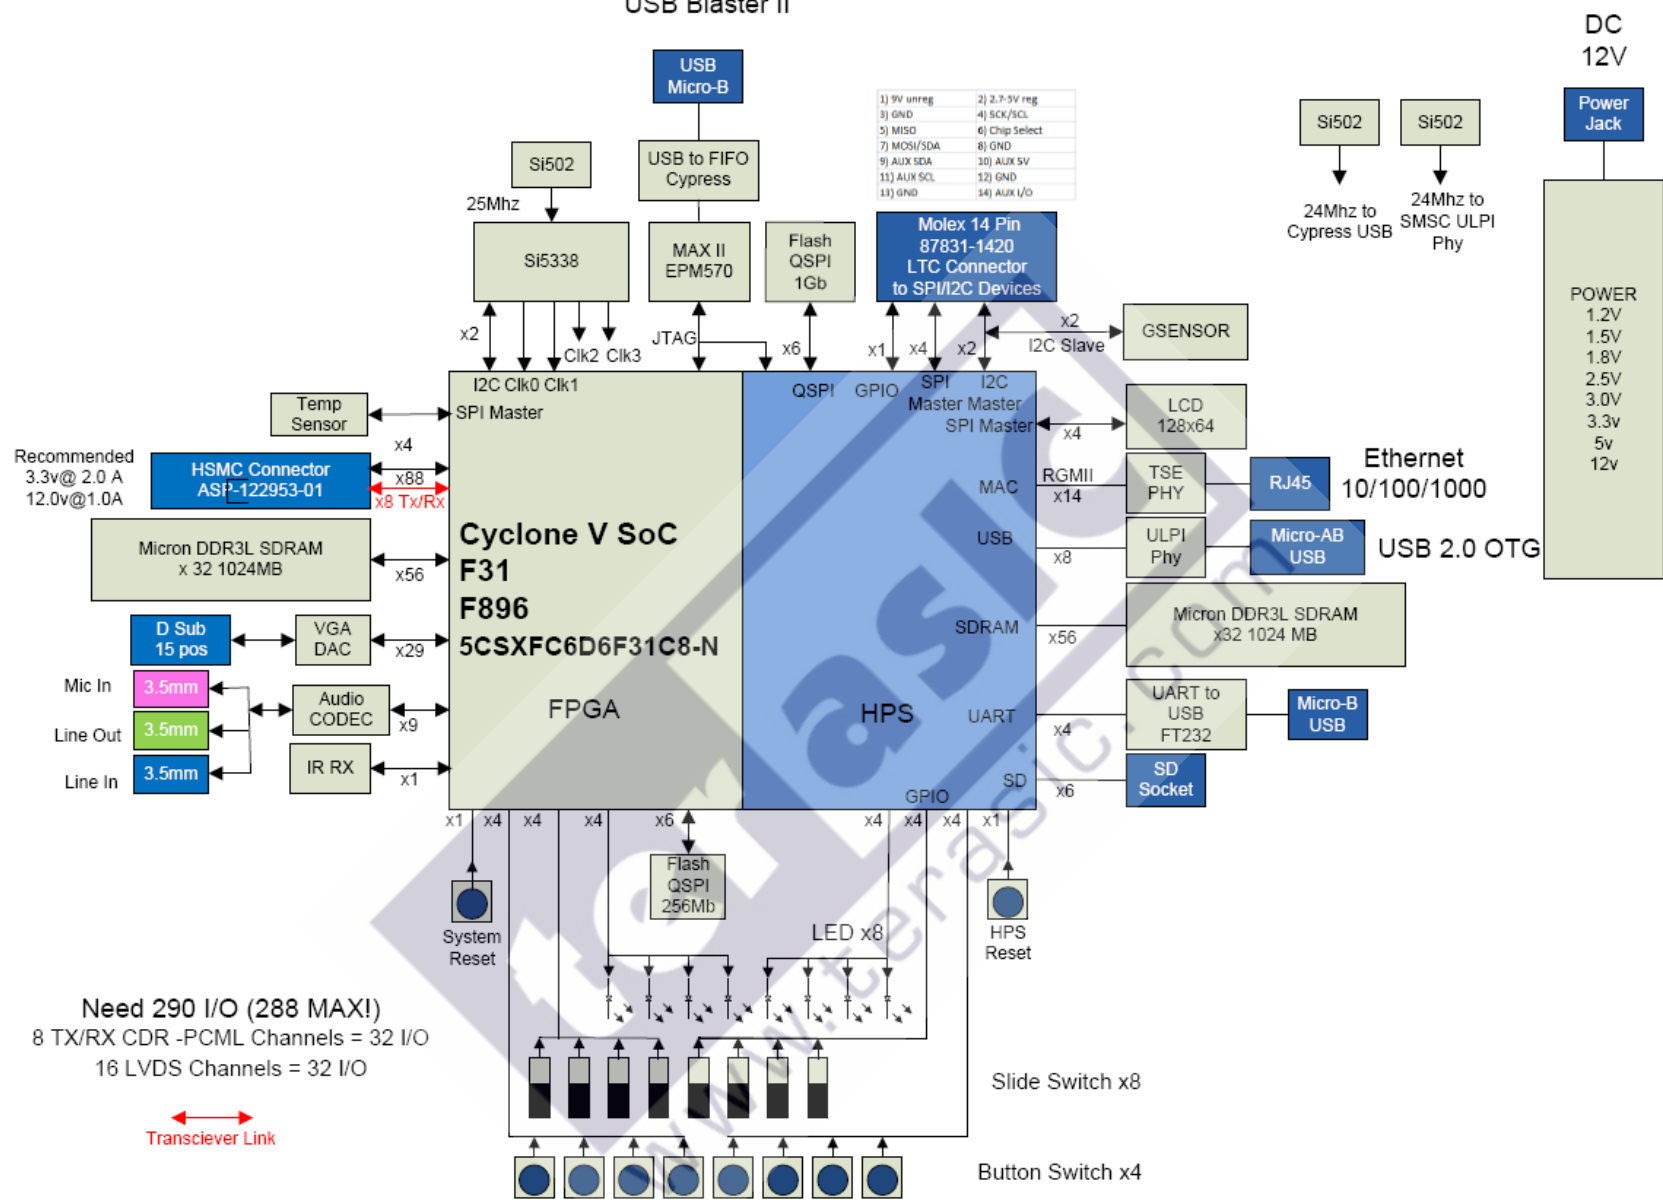 USB Blaster II
DC
12V
USB
Micro-B
Power
Jack
1) 9V unreg 2) 2.7-5V reg
3) GND 4) SCK/SCL
5) MISO 6) Chip Select
7) MOSI/SDA 8) GND
9) AUX SDA 10) AUX 5V
11) AUX SCL 12) GND
13) GND 14) AUX I/O
Si502
Si502
24Mhz to
Cypress USB
24Mhz to
SMSC ULPI
Phy
Si502
USB to FIFO
Cypress
25Mhz
Si5338
MAX II
EPM570
Flash
QSPI
1Gb
Molex 14 Pin
87831-1420
LTC Connector
to SPI/I2C Devices
POWER
1.2V
1.5V
1.8V
2.5V
3.0V
3.3v
5v
12v
x2
Clk2 Clk3
JTAG
x6
x1
x4
x2
x2
I2C Slave
GSENSOR
I2C Clk0 Clk1
SPI Master
QSPI
GPIO
SPI
Master
I2C
Master
SPI Master
x4
LCD
128x64
Temp
Sensor
x4
Recommended
3.3v@ 2.0 A
12.0v@1.0A
HSMC Connector
ASP-122953-01
x88
x8 Tx/Rx
MAC
RGMII
x14
TSE
PHY
RJ45
Ethernet
10/100/1000
Micron DDR3L SDRAM
x 32 1024MB
x56
Cyclone V SoC
F31
F896
5CSXFC6D6F31C8-N
USB
x8
ULPI
Phy
Micro-AB
USB
USB 2.0 OTG
D Sub
15 pos
VGA
DAC
x29
SDRAM
x56
Micron DDR3L SDRAM
x32 1024 MB
Mic In
3.5mm
Line Out
3.5mm
Line In
3.5mm
Audio
CODEC
x9
FPGA
HPS
UART
x4
UART to
USB
FT232
Micro-B
USB
IR RX
x1
SD
x6
SD
Socket
GPIO
x1
x4
x4
x4
x6
x4
x4
x4
x1
Flash
QSPI
256Mb
System
Reset
LED x8
HPS
Reset
Need 290 I/O (288 MAX!)
8 TX/RX CDR -PCML Channels = 32 I/O
16 LVDS Channels = 32 I/O
Slide Switch x8
Transciever Link
Button Switch x4
terasic
www.terasic.com